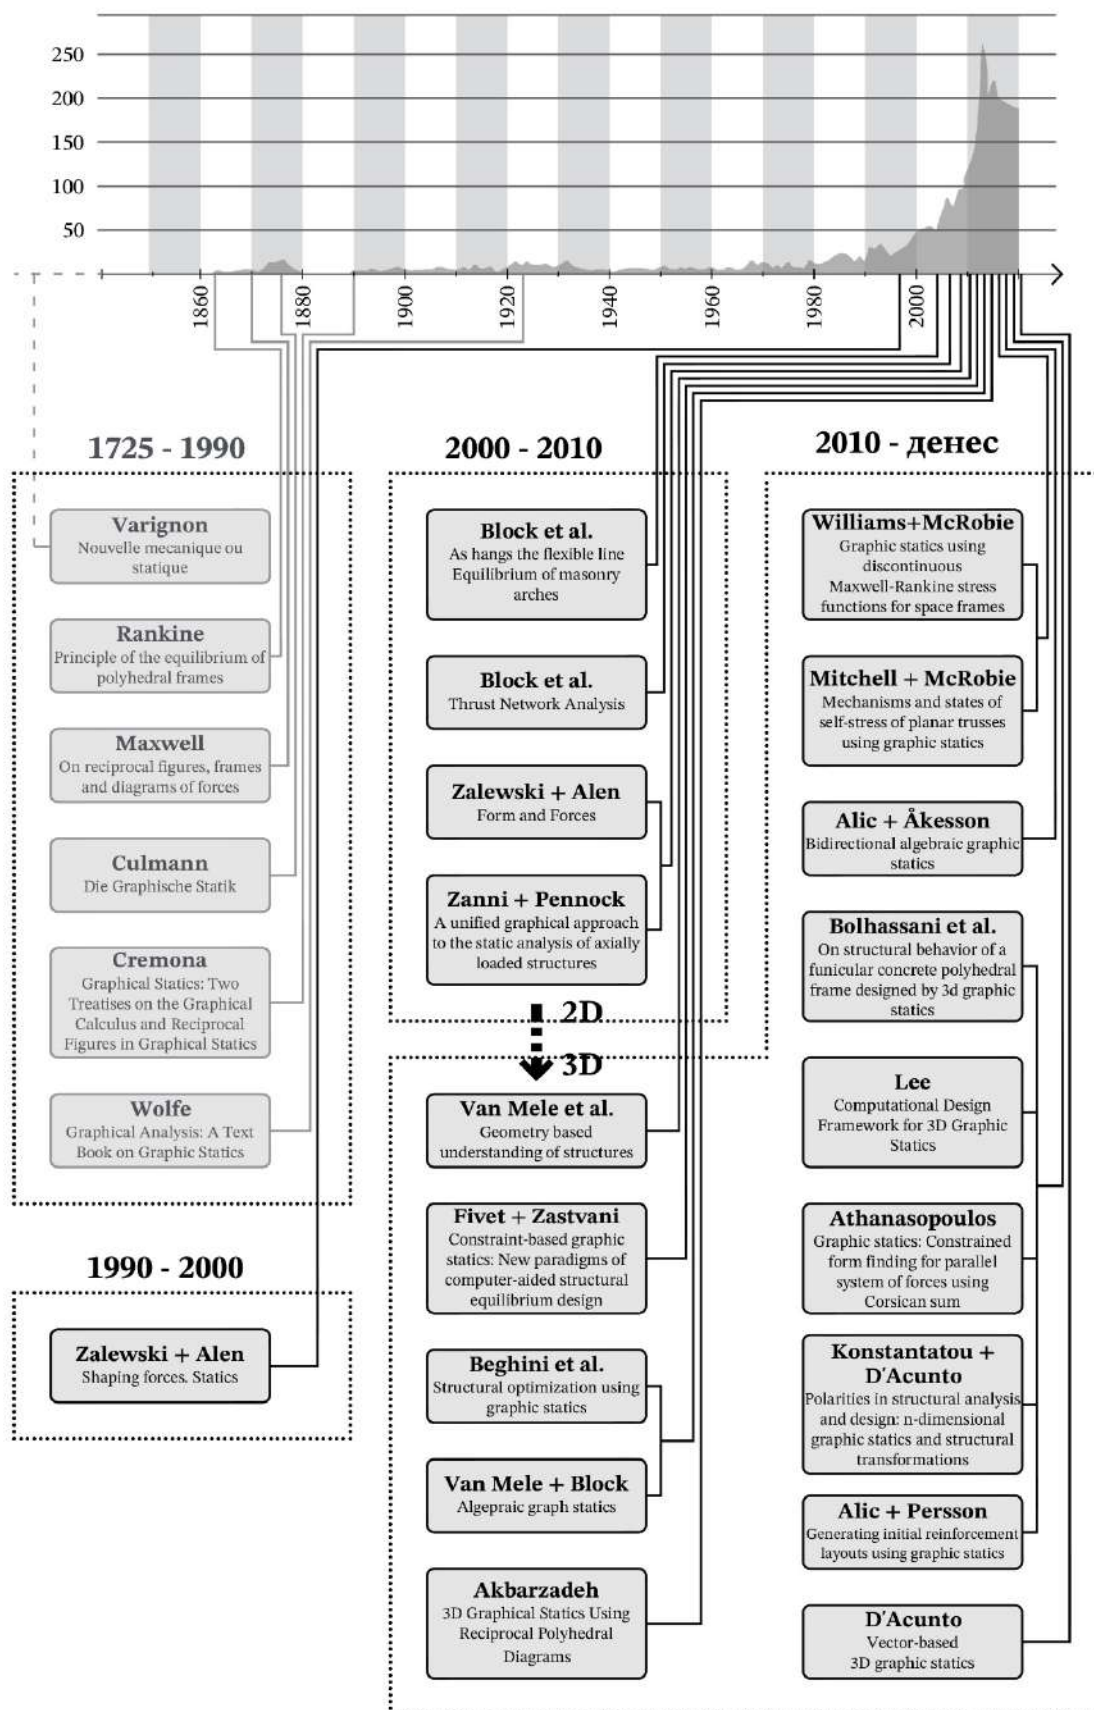 250
200
150
100
50
1860
1880
1900
1920
1940
1960
1980
2000
1725 - 1990
Varignon
Nouvelle mecanique ou
statique
Rankine
Principle of the equilibrium of
polyhedral frames
Maxwell
On reciprocal figures, frames
and diagrams of forces
Culmann
Die Graphische Statik
Cremona
Graphical Statics: Two
Treatises on the Graphical
Calculus and Reciprocal
Figures in Graphical Statics
Wolfe
Graphical Analysis: A Text
Book on Graphic Statics
1990 - 2000
Zalewski + Alen
Shaping forces. Statics
2000 - 2010
Block et al.
As hangs the flexible line
Equilibrium of masonry
arches
Block et al.
Thrust Network Analysis
Zalewski + Alen
Form and Forces
Zanni + Pennock
A unified graphical approach
to the static analysis of axially
loaded structures
2D
3D
Van Mele et al.
Geometry based
understanding of structures
Fivet + Zastvani
Constraint-based graphic
statics: New paradigms of
computer-aided structural
equilibrium design
Beghini et al.
Structural optimization using
graphic statics
Van Mele + Block
Algepraic graph statics
Akbarzadeh
3D Graphical Statics Using
Reciprocal Polyhedral
Diagrams
2010 - денес
Williams+McRobie
Graphic statics using
discontinuous
Maxwell-Rankine stress
functions for space frames
Mitchell + McRobie
Mechanisms and states of
self-stress of planar trusses
using graphic statics
Alic + Åkesson
Bidirectional algebraic graphic
statics
Bolhassani et al.
On structural behavior of a
funicular concrete polyhedral
frame designed by 3d graphic
statics
Lee
Computational Design
Framework for 3D Graphic
Statics
Athanasopoulos
Graphic statics: Constrained
form finding for parallel
system of forces using
Corsican sum
Konstantatou +
D'Acunto
Polarities in structural analysis
and design: n-dimensional
graphic statics and structural
transformations
Alic + Persson
Generating initial reinforcement
layouts using graphic statics
D'Acunto
Vector-based
3D graphic statics